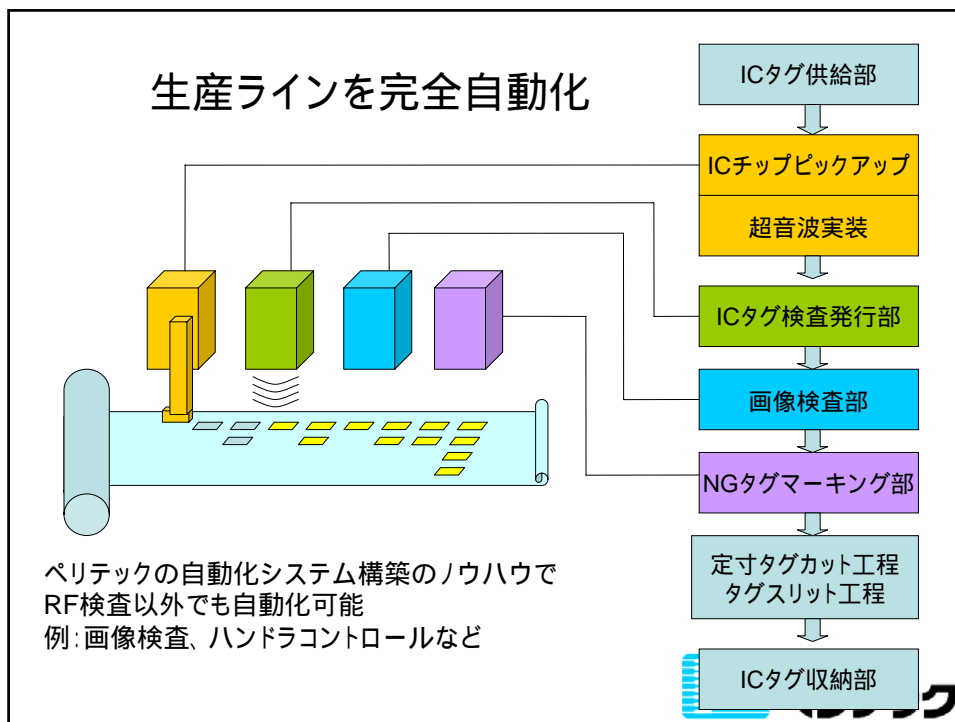 生産ラインを完全自動化
ICタグ供給部
ICチップピックアップ
超音波実装
ICタグ検査発行部
画像検査部
NGタグマーキング部
定寸タグカット工程
タグスリット工程
ICタグ収納部
ペリテックの自動化システム構築のノウハウで
RF検査以外でも自動化可能
例:画像検査、ハンドラコントロールなど